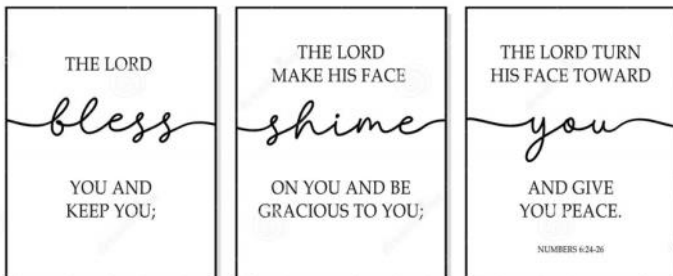 THE LORD
bless
YOU AND
KEEP YOU;
THE LORD
MAKE HIS FACE
shime
ON YOU AND BE
GRACIOUS TO YOU;
THE LORD TURN
HIS FACE TOWARD
you
AND GIVE
YOU PEACE.
NUMBERS 6:24-26